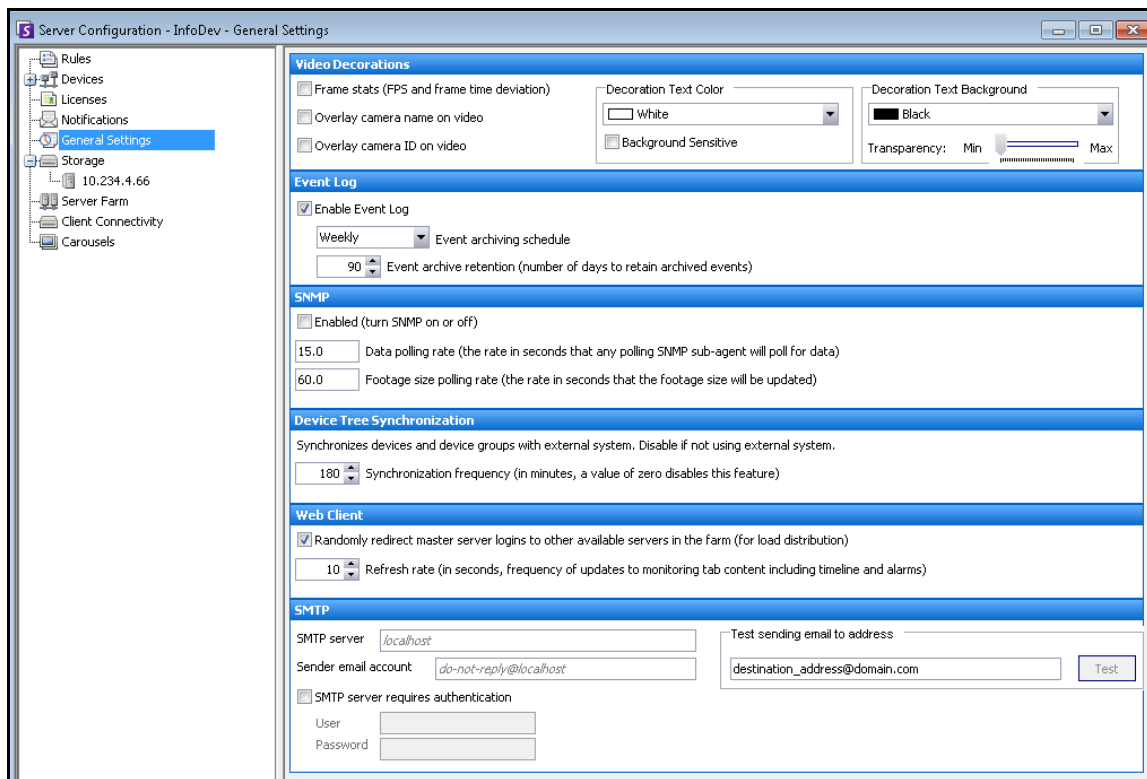 Server Configuration - InfoDev - General Settings
Rules
Devices
Licenses
Notifications
General Settings
Storage
10.234.4.66
Server Farm
Client Connectivity
Carousels
Video Decorations
Frame stats (FPS and frame time deviation)
Overlay camera name on video
Overlay camera ID on video
Decoration Text Color
White
Background Sensitive
Decoration Text Background
Black
Transparency: Min Max
Event Log
Enable Event Log
Weekly Event archiving schedule
90 Event archive retention (number of days to retain archived events)
SNMP
Enabled (turn SNMP on or off)
15.0 Data polling rate (the rate in seconds that any polling SNMP sub-agent will poll for data)
60.0 Footage size polling rate (the rate in seconds that the footage size will be updated)
Device Tree Synchronization
Synchronizes devices and device groups with external system. Disable if not using external system.
180 Synchronization frequency (in minutes, a value of zero disables this feature)
Web Client
Randomly redirect master server logins to other available servers in the farm (for load distribution)
10 Refresh rate (in seconds, frequency of updates to monitoring tab content including timeline and alarms)
SMTP
SMTP server localhost
Sender email account do-not-reply@localhost
SMTP server requires authentication
User
Password
Test sending email to address
destination_address@domain.com Test